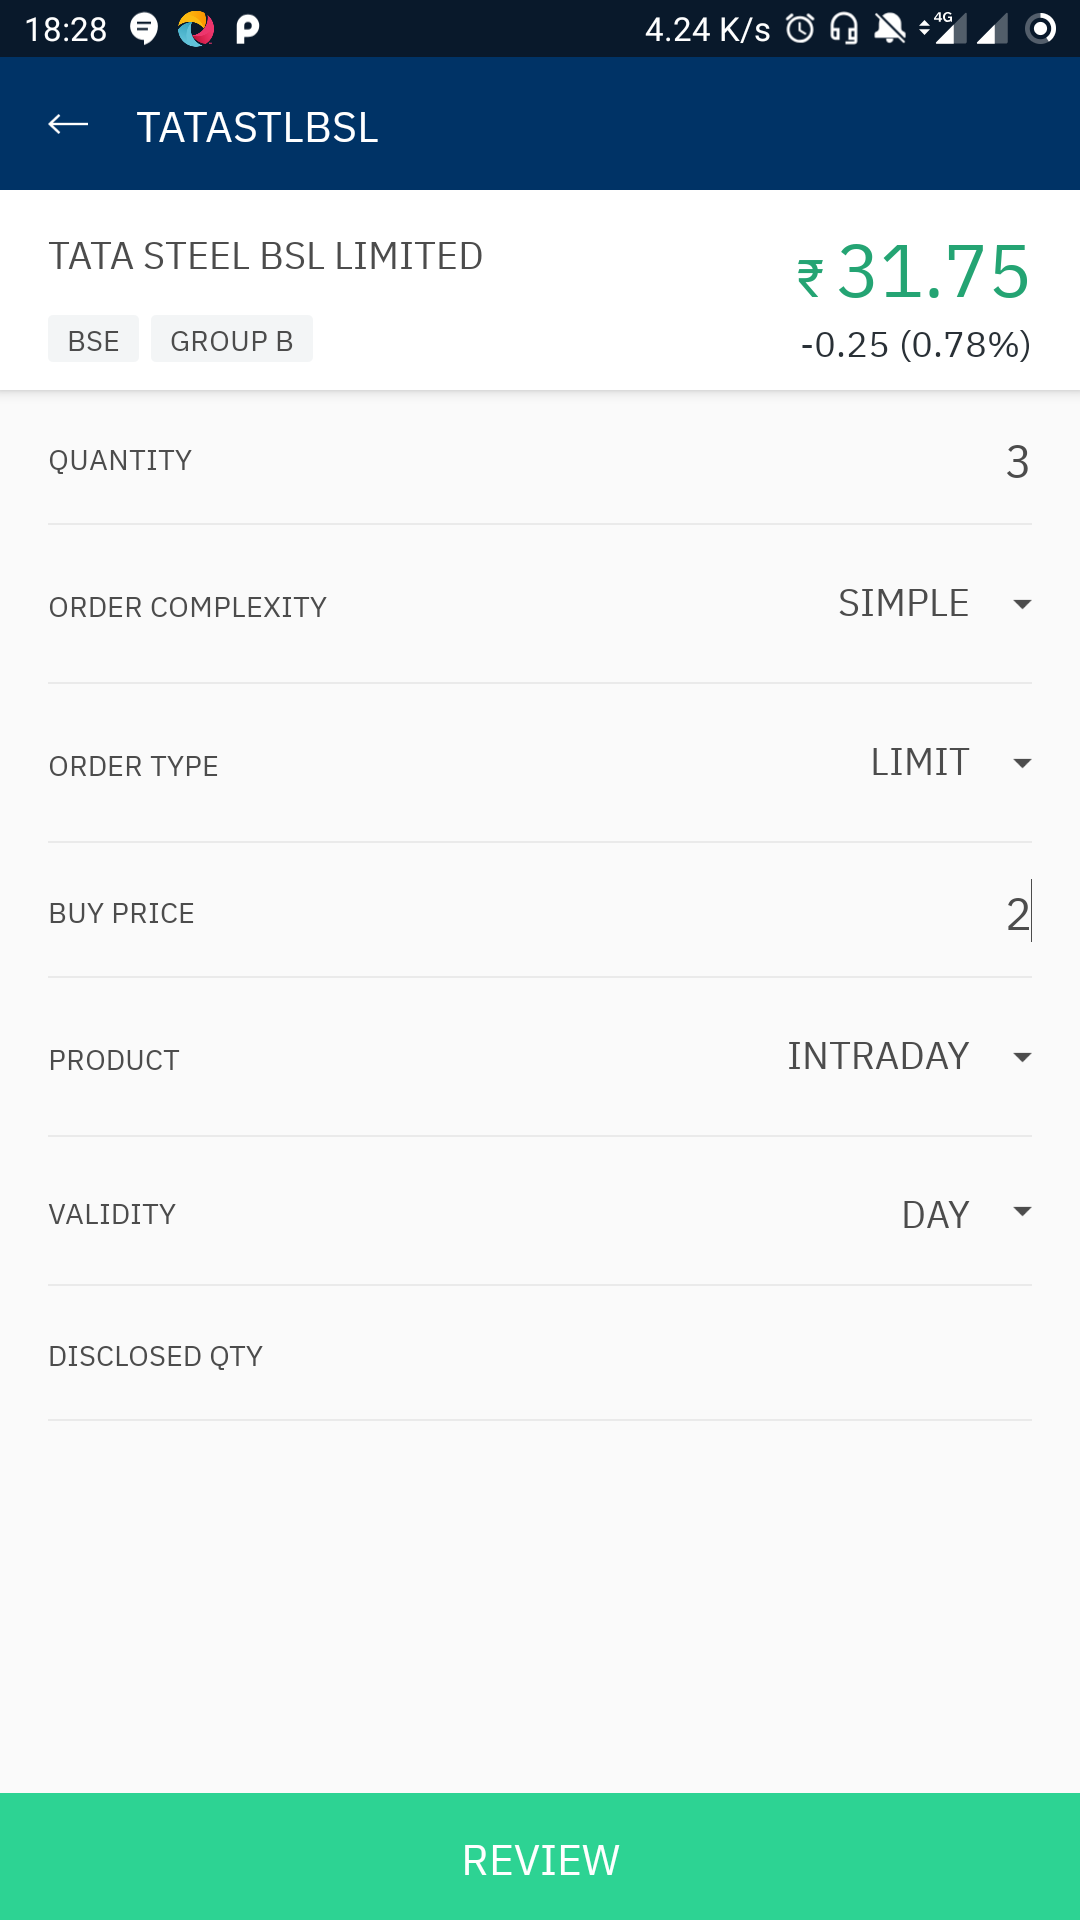 18:28 4.24 K/s 4G
TATASTLBSL
TATA STEEL BSL LIMITED
₹ 31.75
BSE GROUP B
-0.25 (0.78%)
QUANTITY 3
ORDER COMPLEXITY SIMPLE
ORDER TYPE LIMIT
BUY PRICE 2
PRODUCT INTRADAY
VALIDITY DAY
DISCLOSED QTY
REVIEW